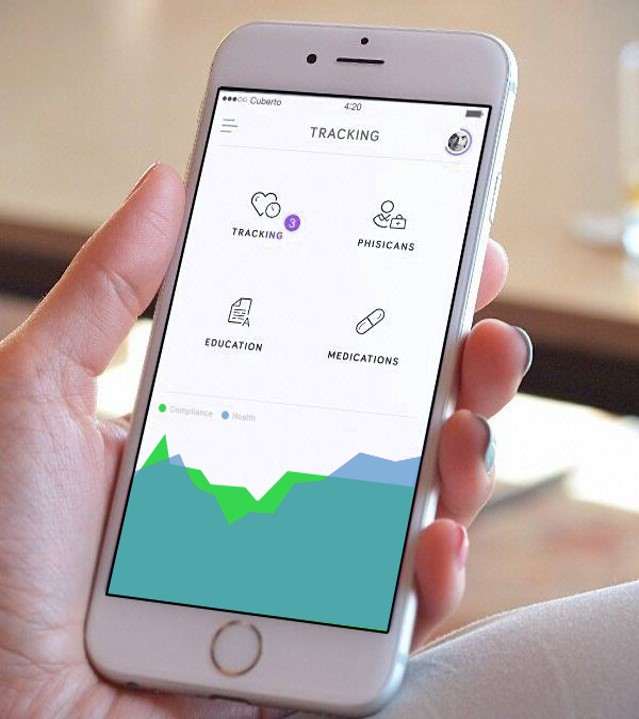 Cuberto
4:20
TRACKING
3
TRACKING
PHISICANS
EDUCATION
MEDICATIONS
Compliance
Health